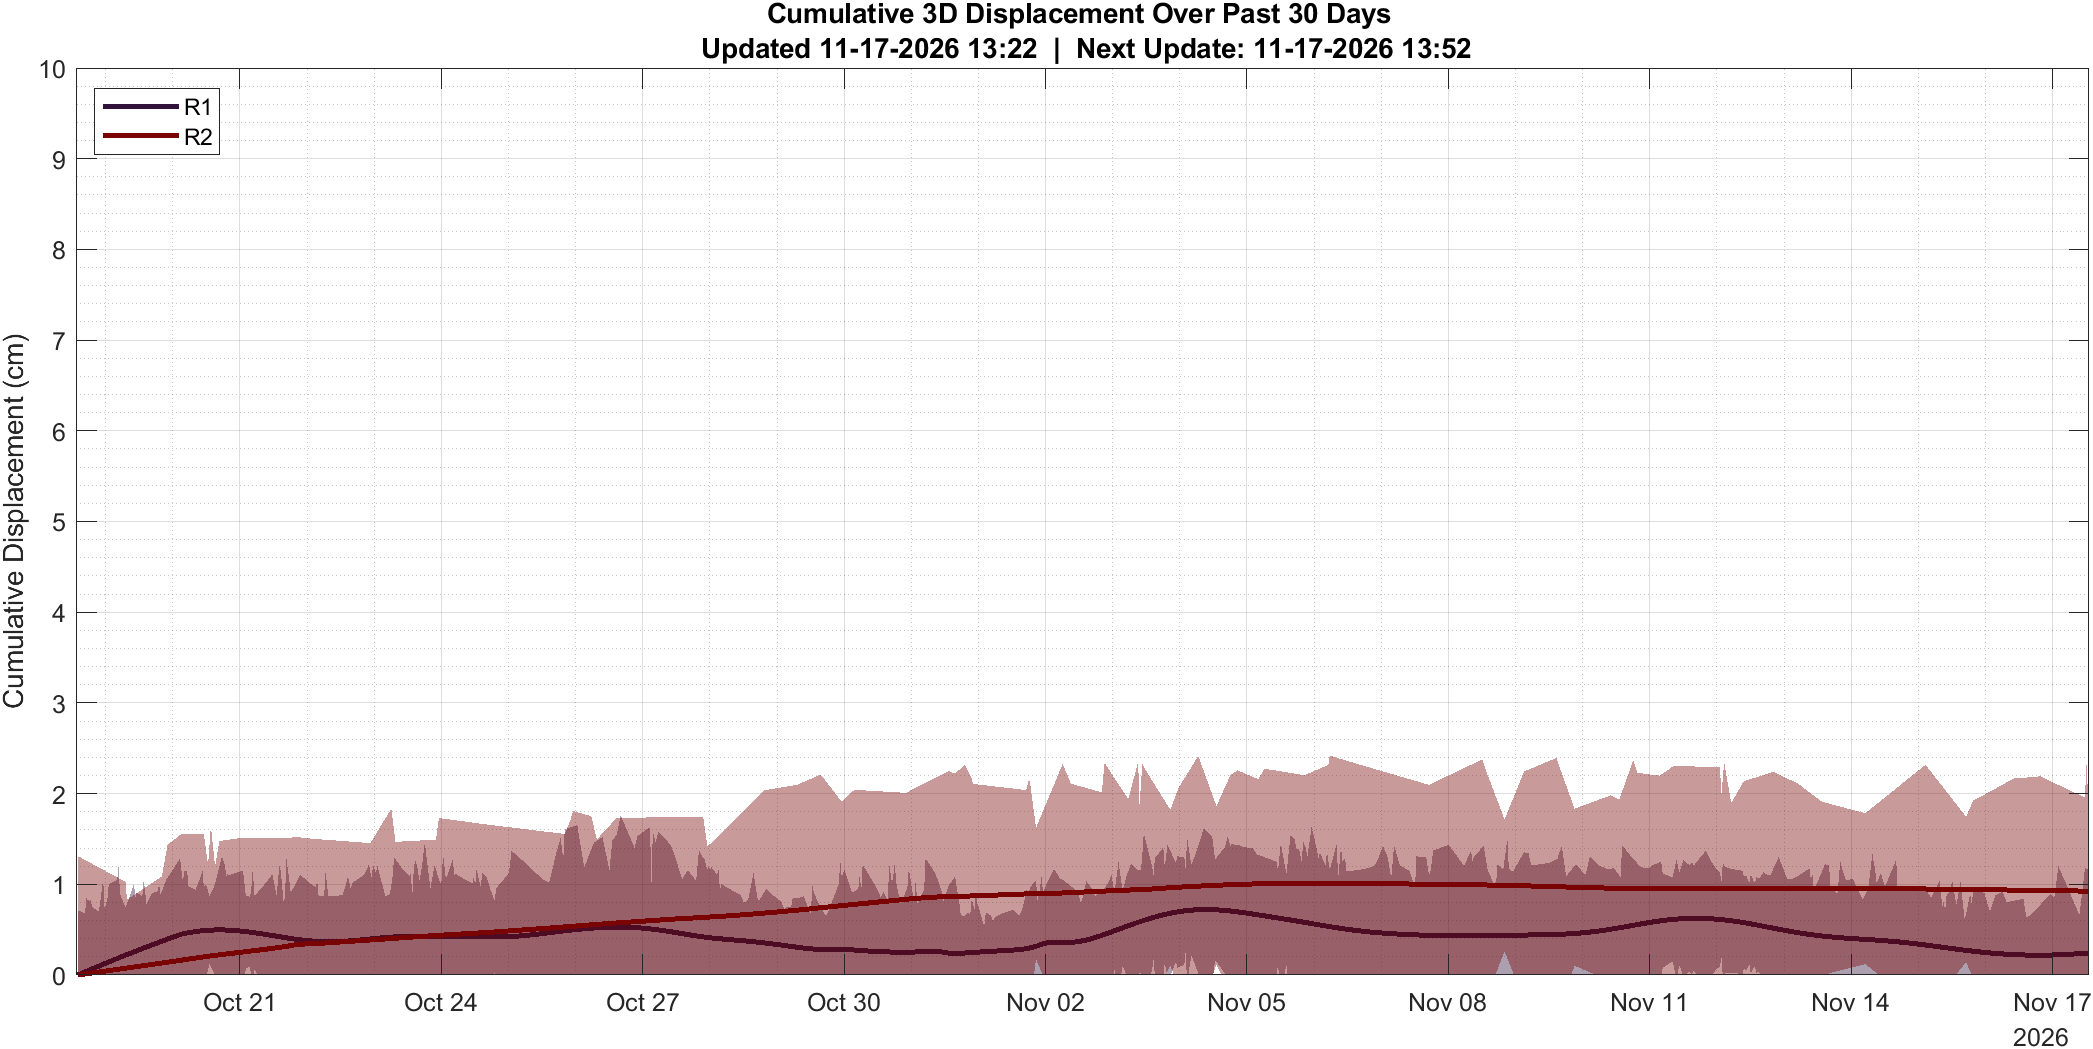 Cumulative 3D Displacement Over Past 30 Days
Updated 11-17-2026 13:22 | Next Update: 11-17-2026 13:52
R1
R2
Cumulative Displacement (cm)
10
9
8
7
6
5
4
3
2
1
0
Oct 21
Oct 24
Oct 27
Oct 30
Nov 02
Nov 05
Nov 08
Nov 11
Nov 14
Nov 17
2026